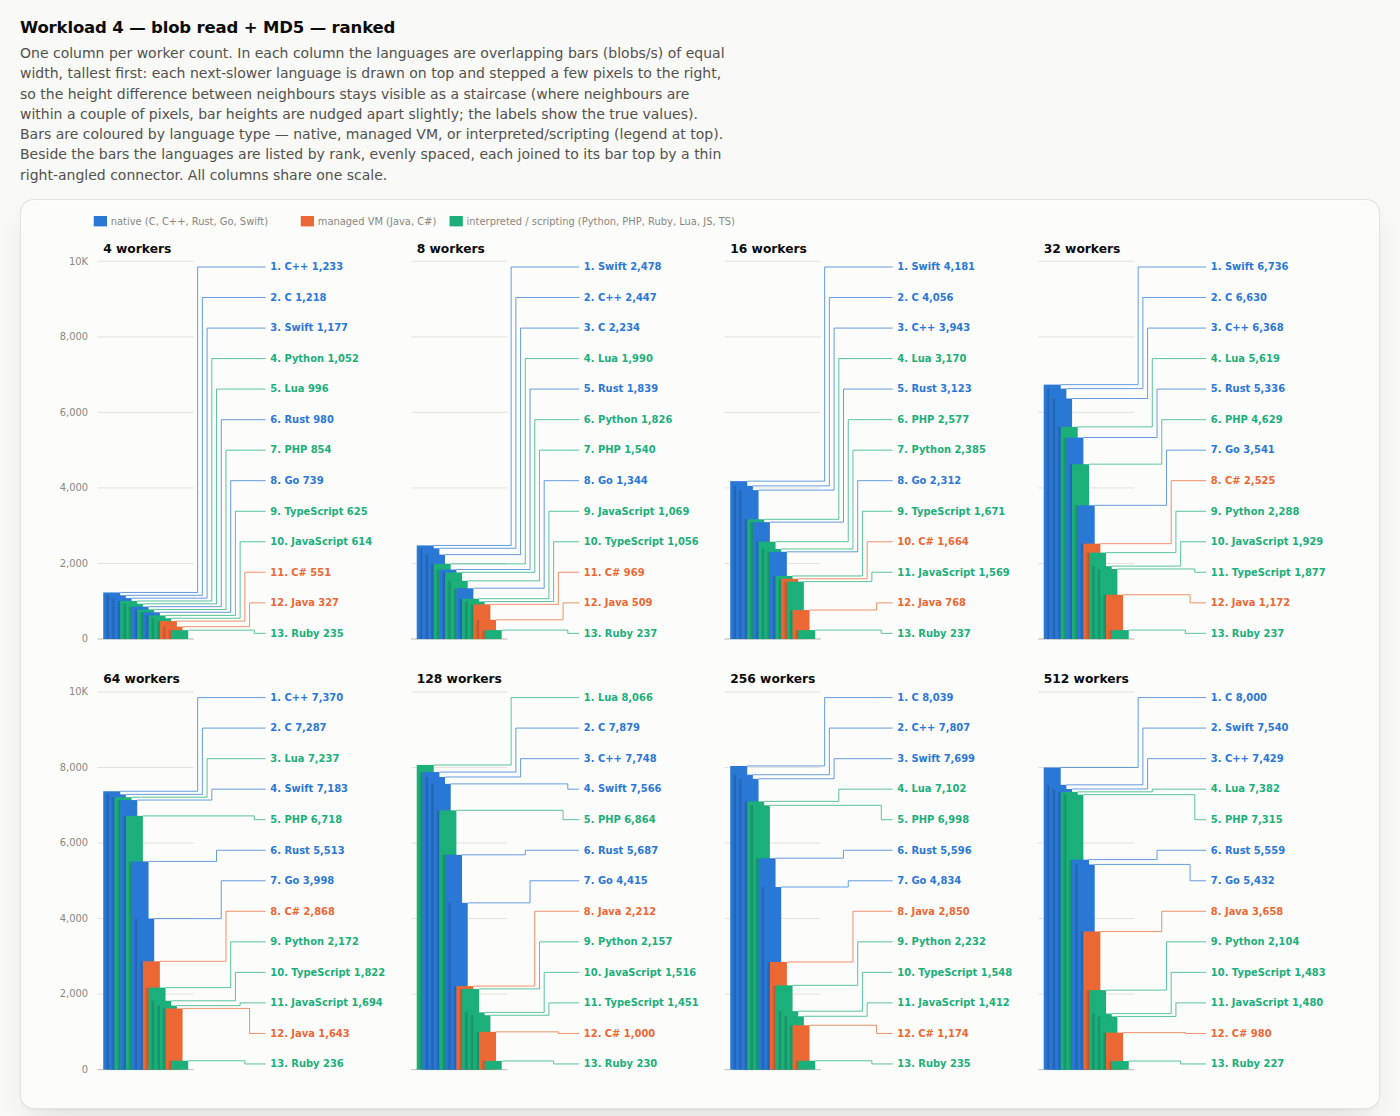 Workload 4 — blob read + MD5 — ranked
One column per worker count. In each column the languages are overlapping bars (blobs/s) of equal
width, tallest first: each next-slower language is drawn on top and stepped a few pixels to the right,
so the height difference between neighbours stays visible as a staircase (where neighbours are
within a couple of pixels, bar heights are nudged apart slightly; the labels show the true values).
Bars are coloured by language type — native, managed VM, or interpreted/scripting (legend at top).
Beside the bars the languages are listed by rank, evenly spaced, each joined to its bar top by a thin
right-angled connector. All columns share one scale.
native (C, C++, Rust, Go, Swift) managed VM (Java, C#) interpreted / scripting (Python, PHP, Ruby, Lua, JS, TS)
4 workers
10K
8,000
6,000
4,000
2,000
0
1. C++ 1,233
2. C 1,218
3. Swift 1,177
4. Python 1,052
5. Lua 996
6. Rust 980
7. PHP 854
8. Go 739
9. TypeScript 625
10. JavaScript 614
11. C# 551
12. Java 327
13. Ruby 235
8 workers
1. Swift 2,478
2. C++ 2,447
3. C 2,234
4. Lua 1,990
5. Rust 1,839
6. Python 1,826
7. PHP 1,540
8. Go 1,344
9. JavaScript 1,069
10. TypeScript 1,056
11. C# 969
12. Java 509
13. Ruby 237
16 workers
1. Swift 4,181
2. C 4,056
3. C++ 3,943
4. Lua 3,170
5. Rust 3,123
6. PHP 2,577
7. Python 2,385
8. Go 2,312
9. TypeScript 1,671
10. C# 1,664
11. JavaScript 1,569
12. Java 768
13. Ruby 237
32 workers
1. Swift 6,736
2. C 6,630
3. C++ 6,368
4. Lua 5,619
5. Rust 5,336
6. PHP 4,629
7. Go 3,541
8. C# 2,525
9. Python 2,288
10. JavaScript 1,929
11. TypeScript 1,877
12. Java 1,172
13. Ruby 237
64 workers
10K
8,000
6,000
4,000
2,000
0
1. C++ 7,370
2. C 7,287
3. Lua 7,237
4. Swift 7,183
5. PHP 6,718
6. Rust 5,513
7. Go 3,998
8. C# 2,868
9. Python 2,172
10. TypeScript 1,822
11. JavaScript 1,694
12. Java 1,643
13. Ruby 236
128 workers
1. Lua 8,066
2. C 7,879
3. C++ 7,748
4. Swift 7,566
5. PHP 6,864
6. Rust 5,687
7. Go 4,415
8. Java 2,212
9. Python 2,157
10. JavaScript 1,516
11. TypeScript 1,451
12. C# 1,000
13. Ruby 230
256 workers
1. C 8,039
2. C++ 7,807
3. Swift 7,699
4. Lua 7,102
5. PHP 6,998
6. Rust 5,596
7. Go 4,834
8. Java 2,850
9. Python 2,232
10. TypeScript 1,548
11. JavaScript 1,412
12. C# 1,174
13. Ruby 235
512 workers
1. C 8,000
2. Swift 7,540
3. C++ 7,429
4. Lua 7,382
5. PHP 7,315
6. Rust 5,559
7. Go 5,432
8. Java 3,658
9. Python 2,104
10. TypeScript 1,483
11. JavaScript 1,480
12. C# 980
13. Ruby 227